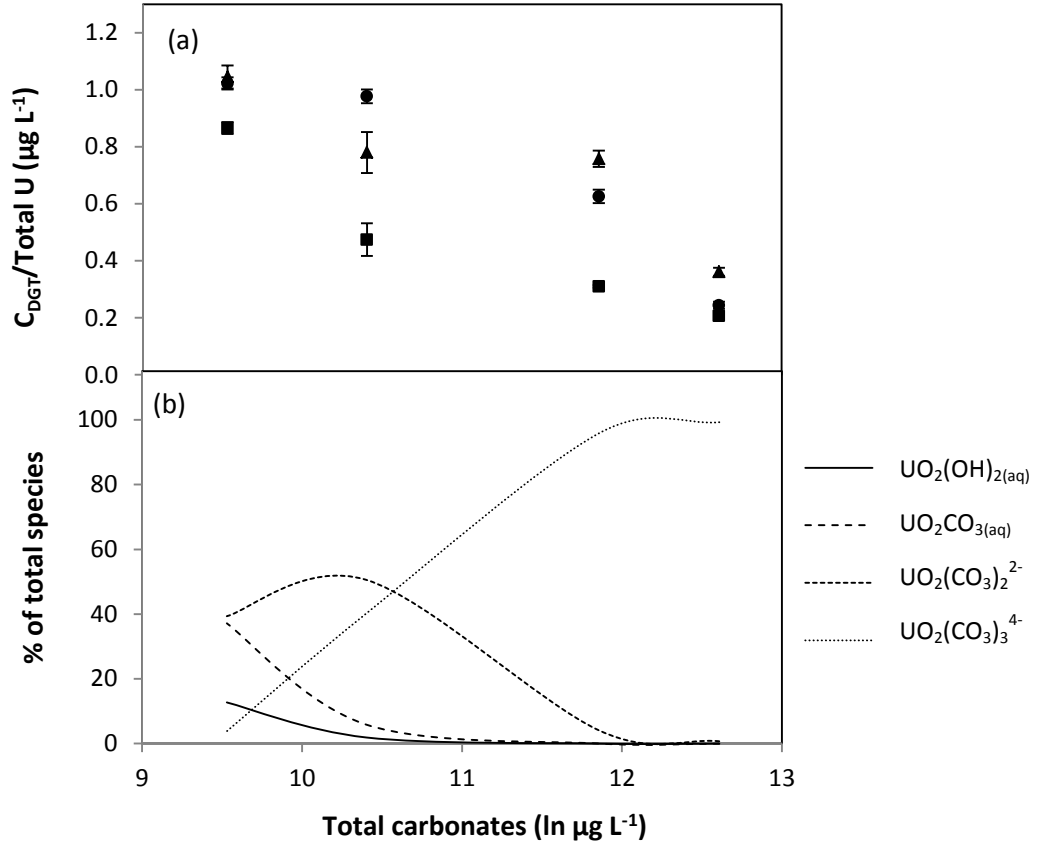 (a)
C_DGT/Total U (µg L⁻¹)
1.2
1.0
0.8
0.6
0.4
0.2
0.0
(b)
% of total species
100
80
60
40
20
0
9
10
11
12
13
Total carbonates (ln µg L⁻¹)
UO₂(OH)₂₍aq₎
UO₂CO₃₍aq₎
UO₂(CO₃)₂²⁻
UO₂(CO₃)₃⁴⁻